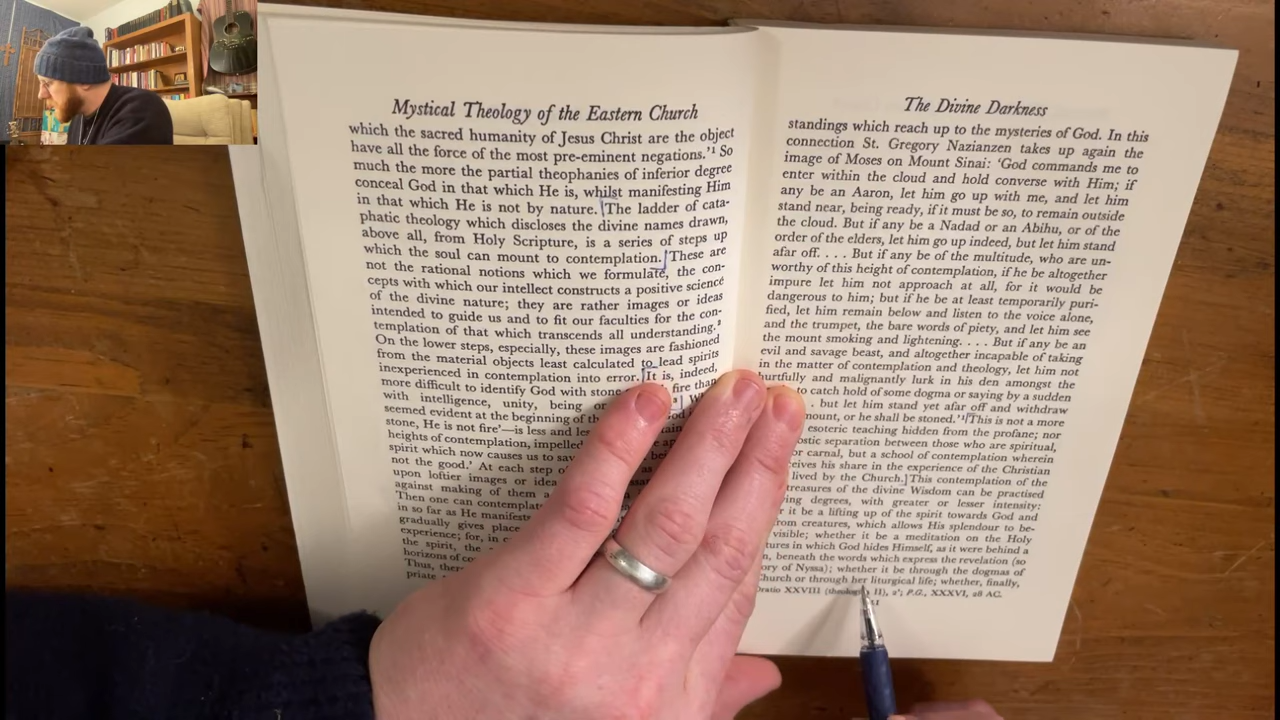 Mystical Theology of the Eastern Church
which the sacred humanity of Jesus Christ are the object
have all the force of the most pre-eminent negations.'¹ So
much the more the partial theophanies of inferior degree
conceal God in that which He is, whilst manifesting Him
in that which He is not by nature. The ladder of cata-
phatic theology which discloses the divine names drawn,
above all, from Holy Scripture, is a series of steps up
which the soul can mount to contemplation. These are
not the rational notions which we formulate, the con-
cepts with which our intellect constructs a positive science
of the divine nature; they are rather images or ideas
intended to guide us and to fit our faculties for the con-
templation of that which transcends all understanding.²
On the lower steps, especially, these images are fashioned
from the material objects least calculated to lead spirits
inexperienced in contemplation into error. It is, indeed,
more difficult to identify God with stone fire than
with intelligence, unity, being or
seemed evident at the beginning of the
stone, He is not fire'—is less and les
heights of contemplation, impelled
spirit which now causes us to say
not the good.' At each step of
upon loftier images or idea
against making of them a
Then one can contemplat
in so far as He manifests
gradually gives place
experience; for, in c
the spirit, the
horizons of co
Thus, ther
priate
The Divine Darkness
standings which reach up to the mysteries of God. In this
connection St. Gregory Nazianzen takes up again the
image of Moses on Mount Sinai: 'God commands me to
enter within the cloud and hold converse with Him; if
any be an Aaron, let him go up with me, and let him
stand near, being ready, if it must be so, to remain outside
the cloud. But if any be a Nadad or an Abihu, or of the
order of the elders, let him go up indeed, but let him stand
afar off. . . . But if any be of the multitude, who are un-
worthy of this height of contemplation, if he be altogether
impure let him not approach at all, for it would be
dangerous to him; but if he be at least temporarily puri-
fied, let him remain below and listen to the voice alone,
and the trumpet, the bare words of piety, and let him see
the mount smoking and lightening. . . . But if any be an
evil and savage beast, and altogether incapable of taking
in the matter of contemplation and theology, let him not
hurtfully and malignantly lurk in his den amongst the
to catch hold of some dogma or saying by a sudden
. but let him stand yet afar off and withdraw
mount, or he shall be stoned.'¹ This is not a more
esoteric teaching hidden from the profane; nor
ostic separation between those who are spiritual,
or carnal, but a school of contemplation wherein
ceives his share in the experience of the Christian
lived by the Church. This contemplation of the
treasures of the divine Wisdom can be practised
ing degrees, with greater or lesser intensity:
r it be a lifting up of the spirit towards God and
from creatures, which allows His splendour to be-
visible; whether it be a meditation on the Holy
tures in which God hides Himself, as it were behind a
n, beneath the words which express the revelation (so
ory of Nyssa); whether it be through the dogmas of
Church or through her liturgical life; whether, finally,
Oratio XXVIII (theologica II), 2'; P.G., XXXVI, 28 AC.